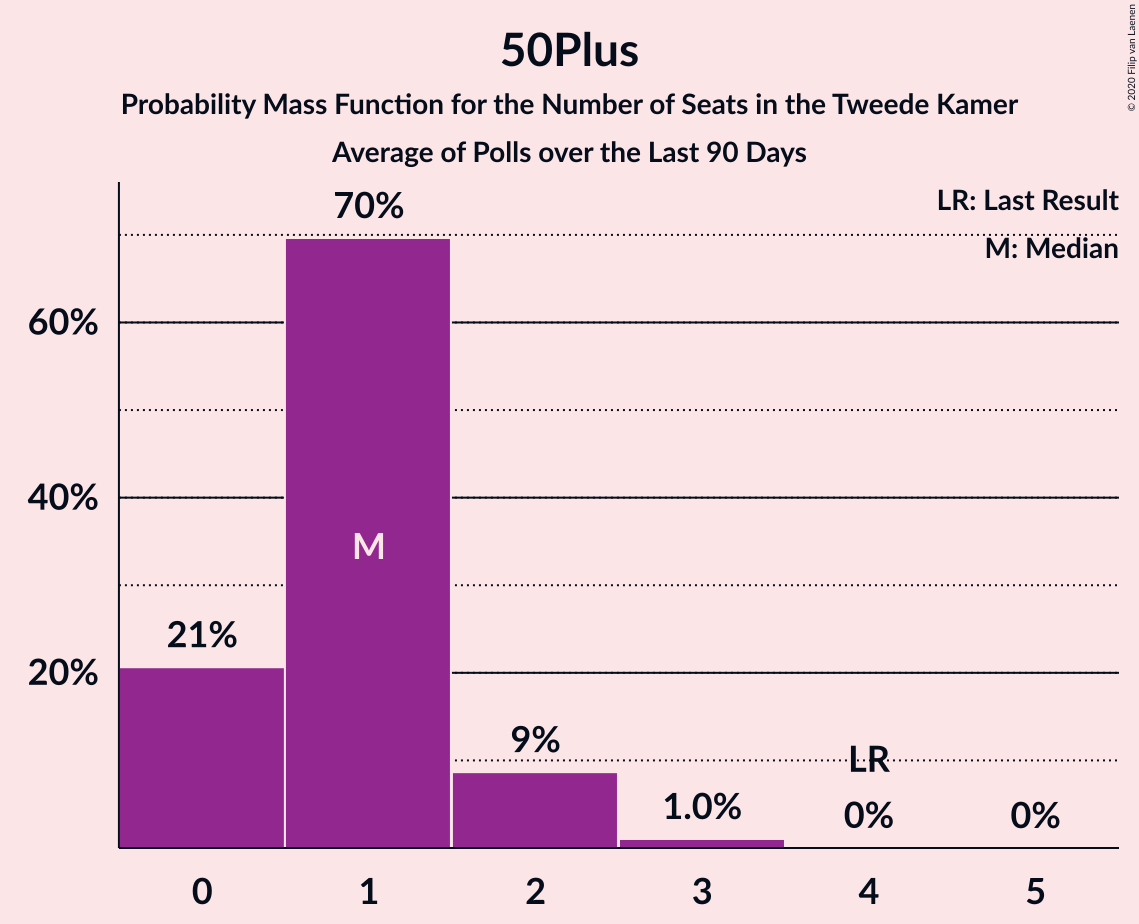 50Plus
Probability Mass Function for the Number of Seats in the Tweede Kamer
Average of Polls over the Last 90 Days
© 2020 Filip van Laenen
LR: Last Result
M: Median
70%
60%
40%
M
21%
20%
9%
LR
1.0%
0%
0%
0 1 2 3 4 5